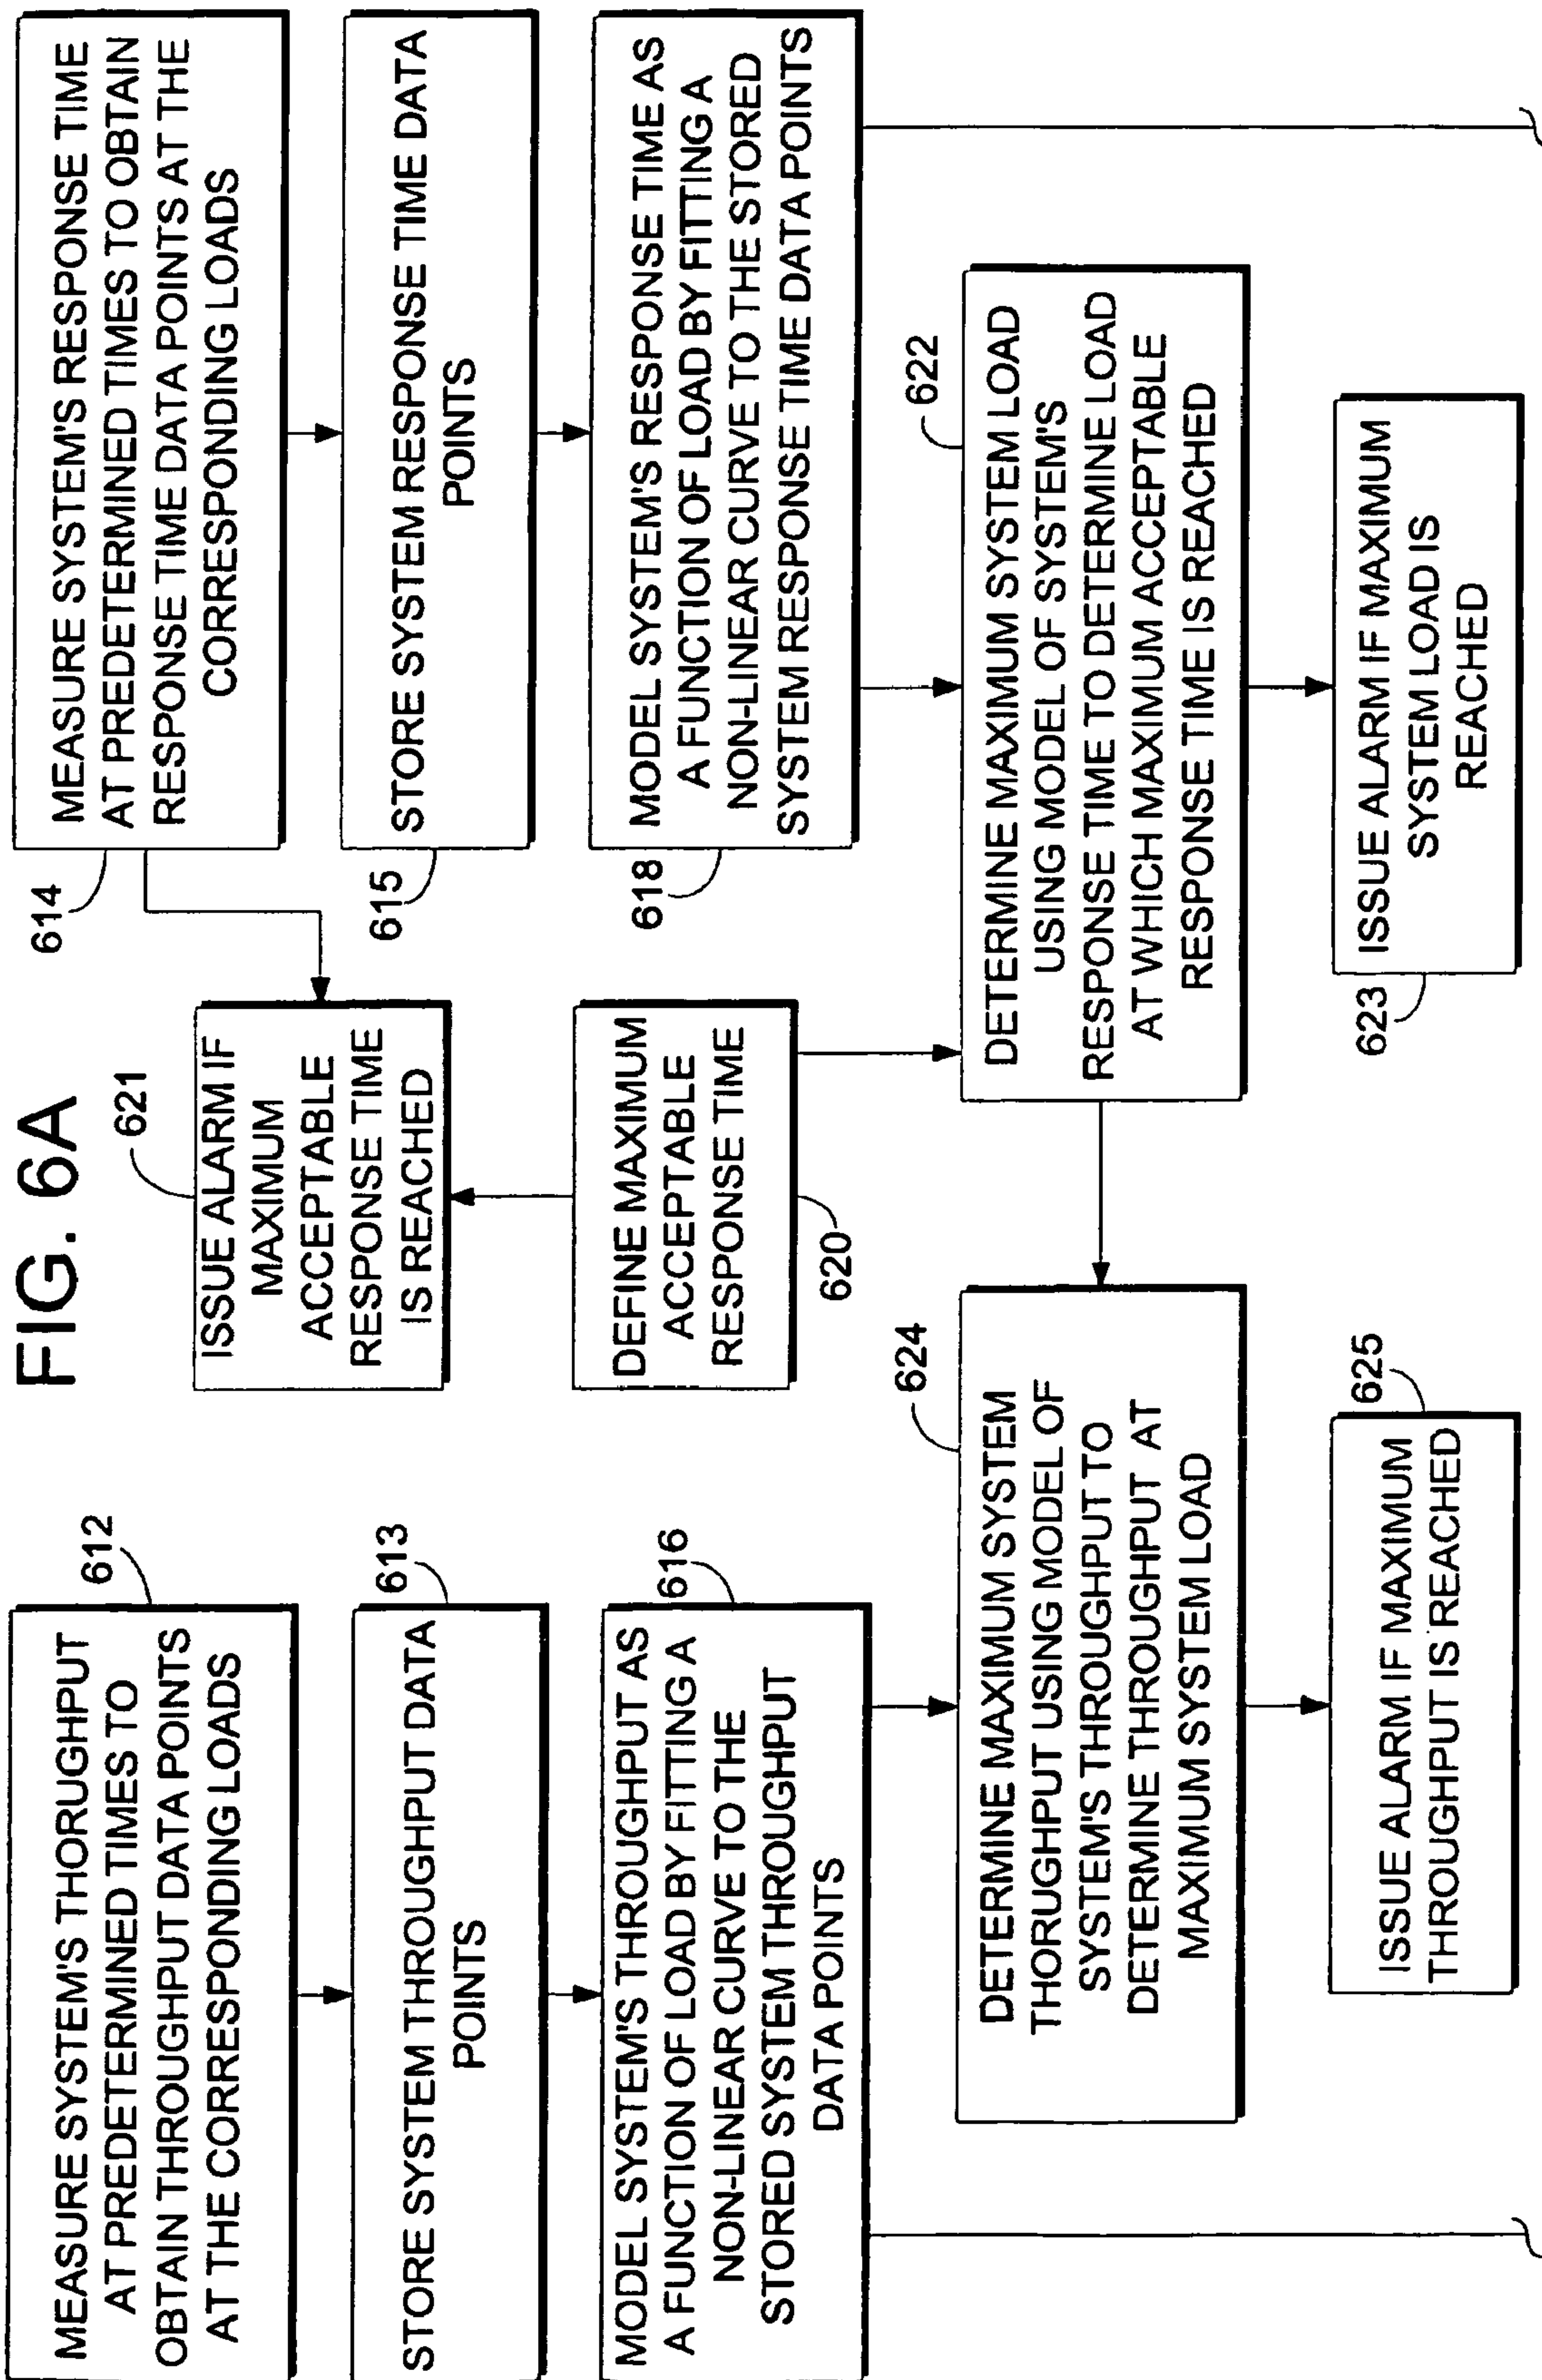 FIG. 6A
612
MEASURE SYSTEM'S THORUGHPUT
AT PREDETERMINED TIMES TO
OBTAIN THROUGHPUT DATA POINTS
AT THE CORRESPONDING LOADS
613
STORE SYSTEM THROUGHPUT DATA
POINTS
616
MODEL SYSTEM'S THROUGHPUT AS
A FUNCTION OF LOAD BY FITTING A
NON-LINEAR CURVE TO THE
STORED SYSTEM THROUGHPUT
DATA POINTS
621
ISSUE ALARM IF
MAXIMUM
ACCEPTABLE
RESPONSE TIME
IS REACHED
DEFINE MAXIMUM
ACCEPTABLE
RESPONSE TIME
620
614
MEASURE SYSTEM'S RESPONSE TIME
AT PREDETERMINED TIMES TO OBTAIN
RESPONSE TIME DATA POINTS AT THE
CORRESPONDING LOADS
615
STORE SYSTEM RESPONSE TIME DATA
POINTS
618
MODEL SYSTEM'S RESPONSE TIME AS
A FUNCTION OF LOAD BY FITTING A
NON-LINEAR CURVE TO THE STORED
SYSTEM RESPONSE TIME DATA POINTS
624
DETERMINE MAXIMUM SYSTEM
THORUGHPUT USING MODEL OF
SYSTEM'S THROUGHPUT TO
DETERMINE THROUGHPUT AT
MAXIMUM SYSTEM LOAD
622
DETERMINE MAXIMUM SYSTEM LOAD
USING MODEL OF SYSTEM'S
RESPONSE TIME TO DETERMINE LOAD
AT WHICH MAXIMUM ACCEPTABLE
RESPONSE TIME IS REACHED
625
ISSUE ALARM IF MAXIMUM
THROUGHPUT IS REACHED
623
ISSUE ALARM IF MAXIMUM
SYSTEM LOAD IS
REACHED